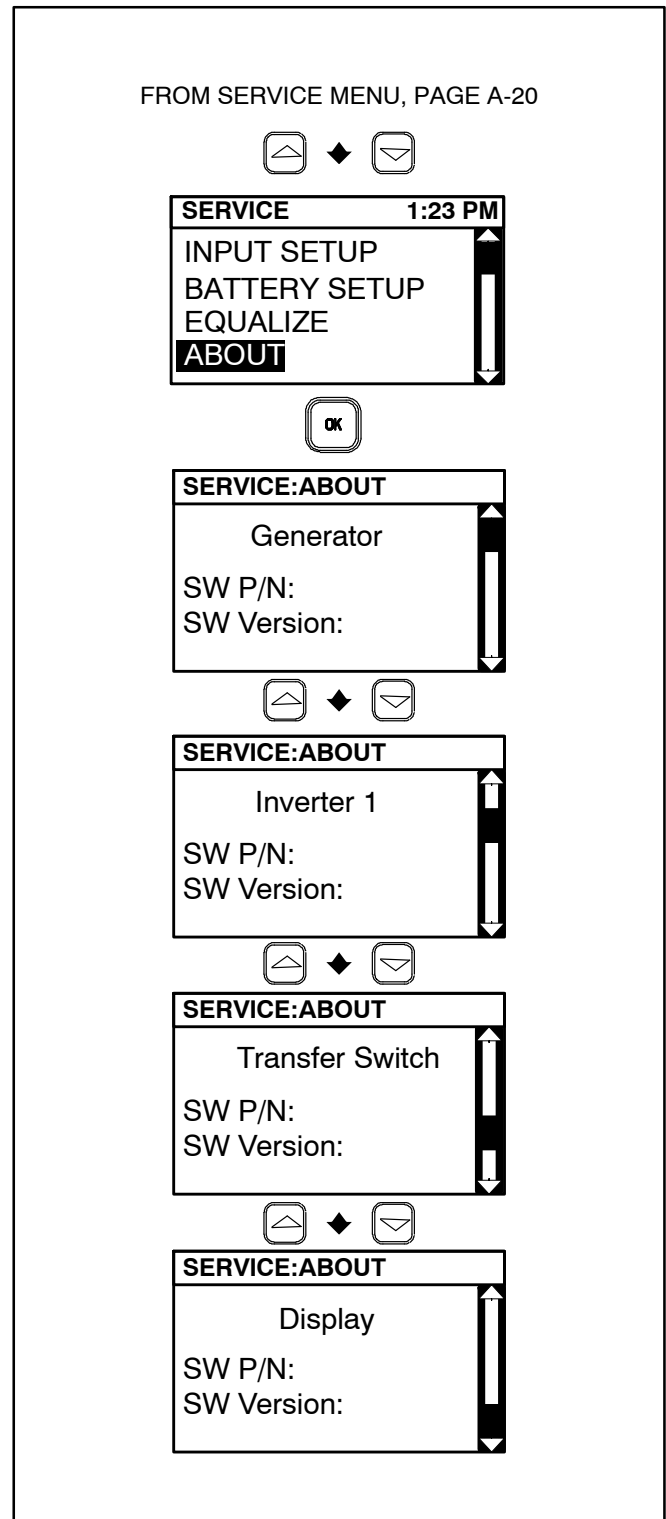 FROM SERVICE MENU, PAGE A-20
SERVICE 1:23 PM
INPUT SETUP
BATTERY SETUP
EQUALIZE
ABOUT
OK
SERVICE:ABOUT
Generator
SW P/N:
SW Version:
SERVICE:ABOUT
Inverter 1
SW P/N:
SW Version:
SERVICE:ABOUT
Transfer Switch
SW P/N:
SW Version:
SERVICE:ABOUT
Display
SW P/N:
SW Version: